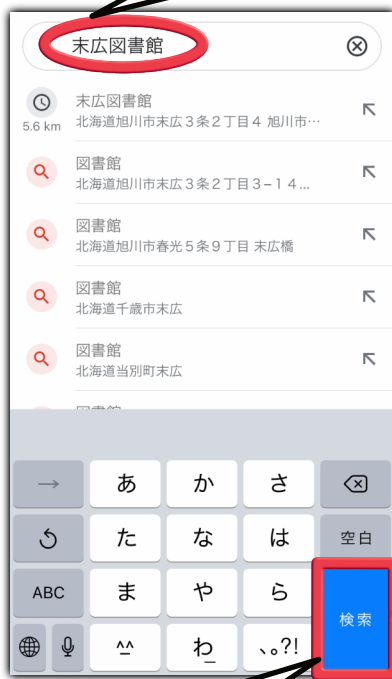 末広図書館
末広図書館
5.6 km
北海道旭川市末広3条2丁目4 旭川市…
図書館
北海道旭川市末広3条2丁目3−14…
図書館
北海道旭川市春光5条9丁目 末広橋
図書館
北海道千歳市末広
図書館
北海道当別町末広
図書館
→ あ か さ
た な は 空白
ABC ま や ら 検索
^^ わ 、。?!